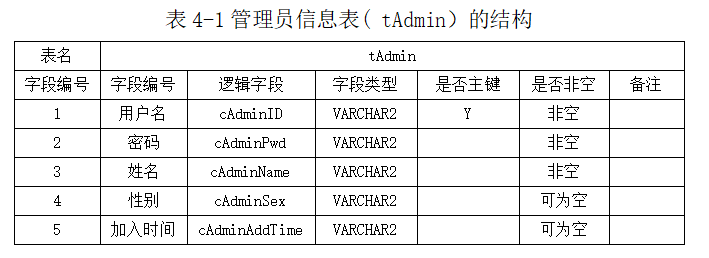 表 4-1 管理员信息表( tAdmin）的结构
表名 tAdmin
字段编号 字段编号 逻辑字段 字段类型 是否主键 是否非空 备注
1 用户名 cAdminID VARCHAR2 Y 非空
2 密码 cAdminPwd VARCHAR2 非空
3 姓名 cAdminName VARCHAR2 非空
4 性别 cAdminSex VARCHAR2 可为空
5 加入时间 cAdminAddTime VARCHAR2 可为空